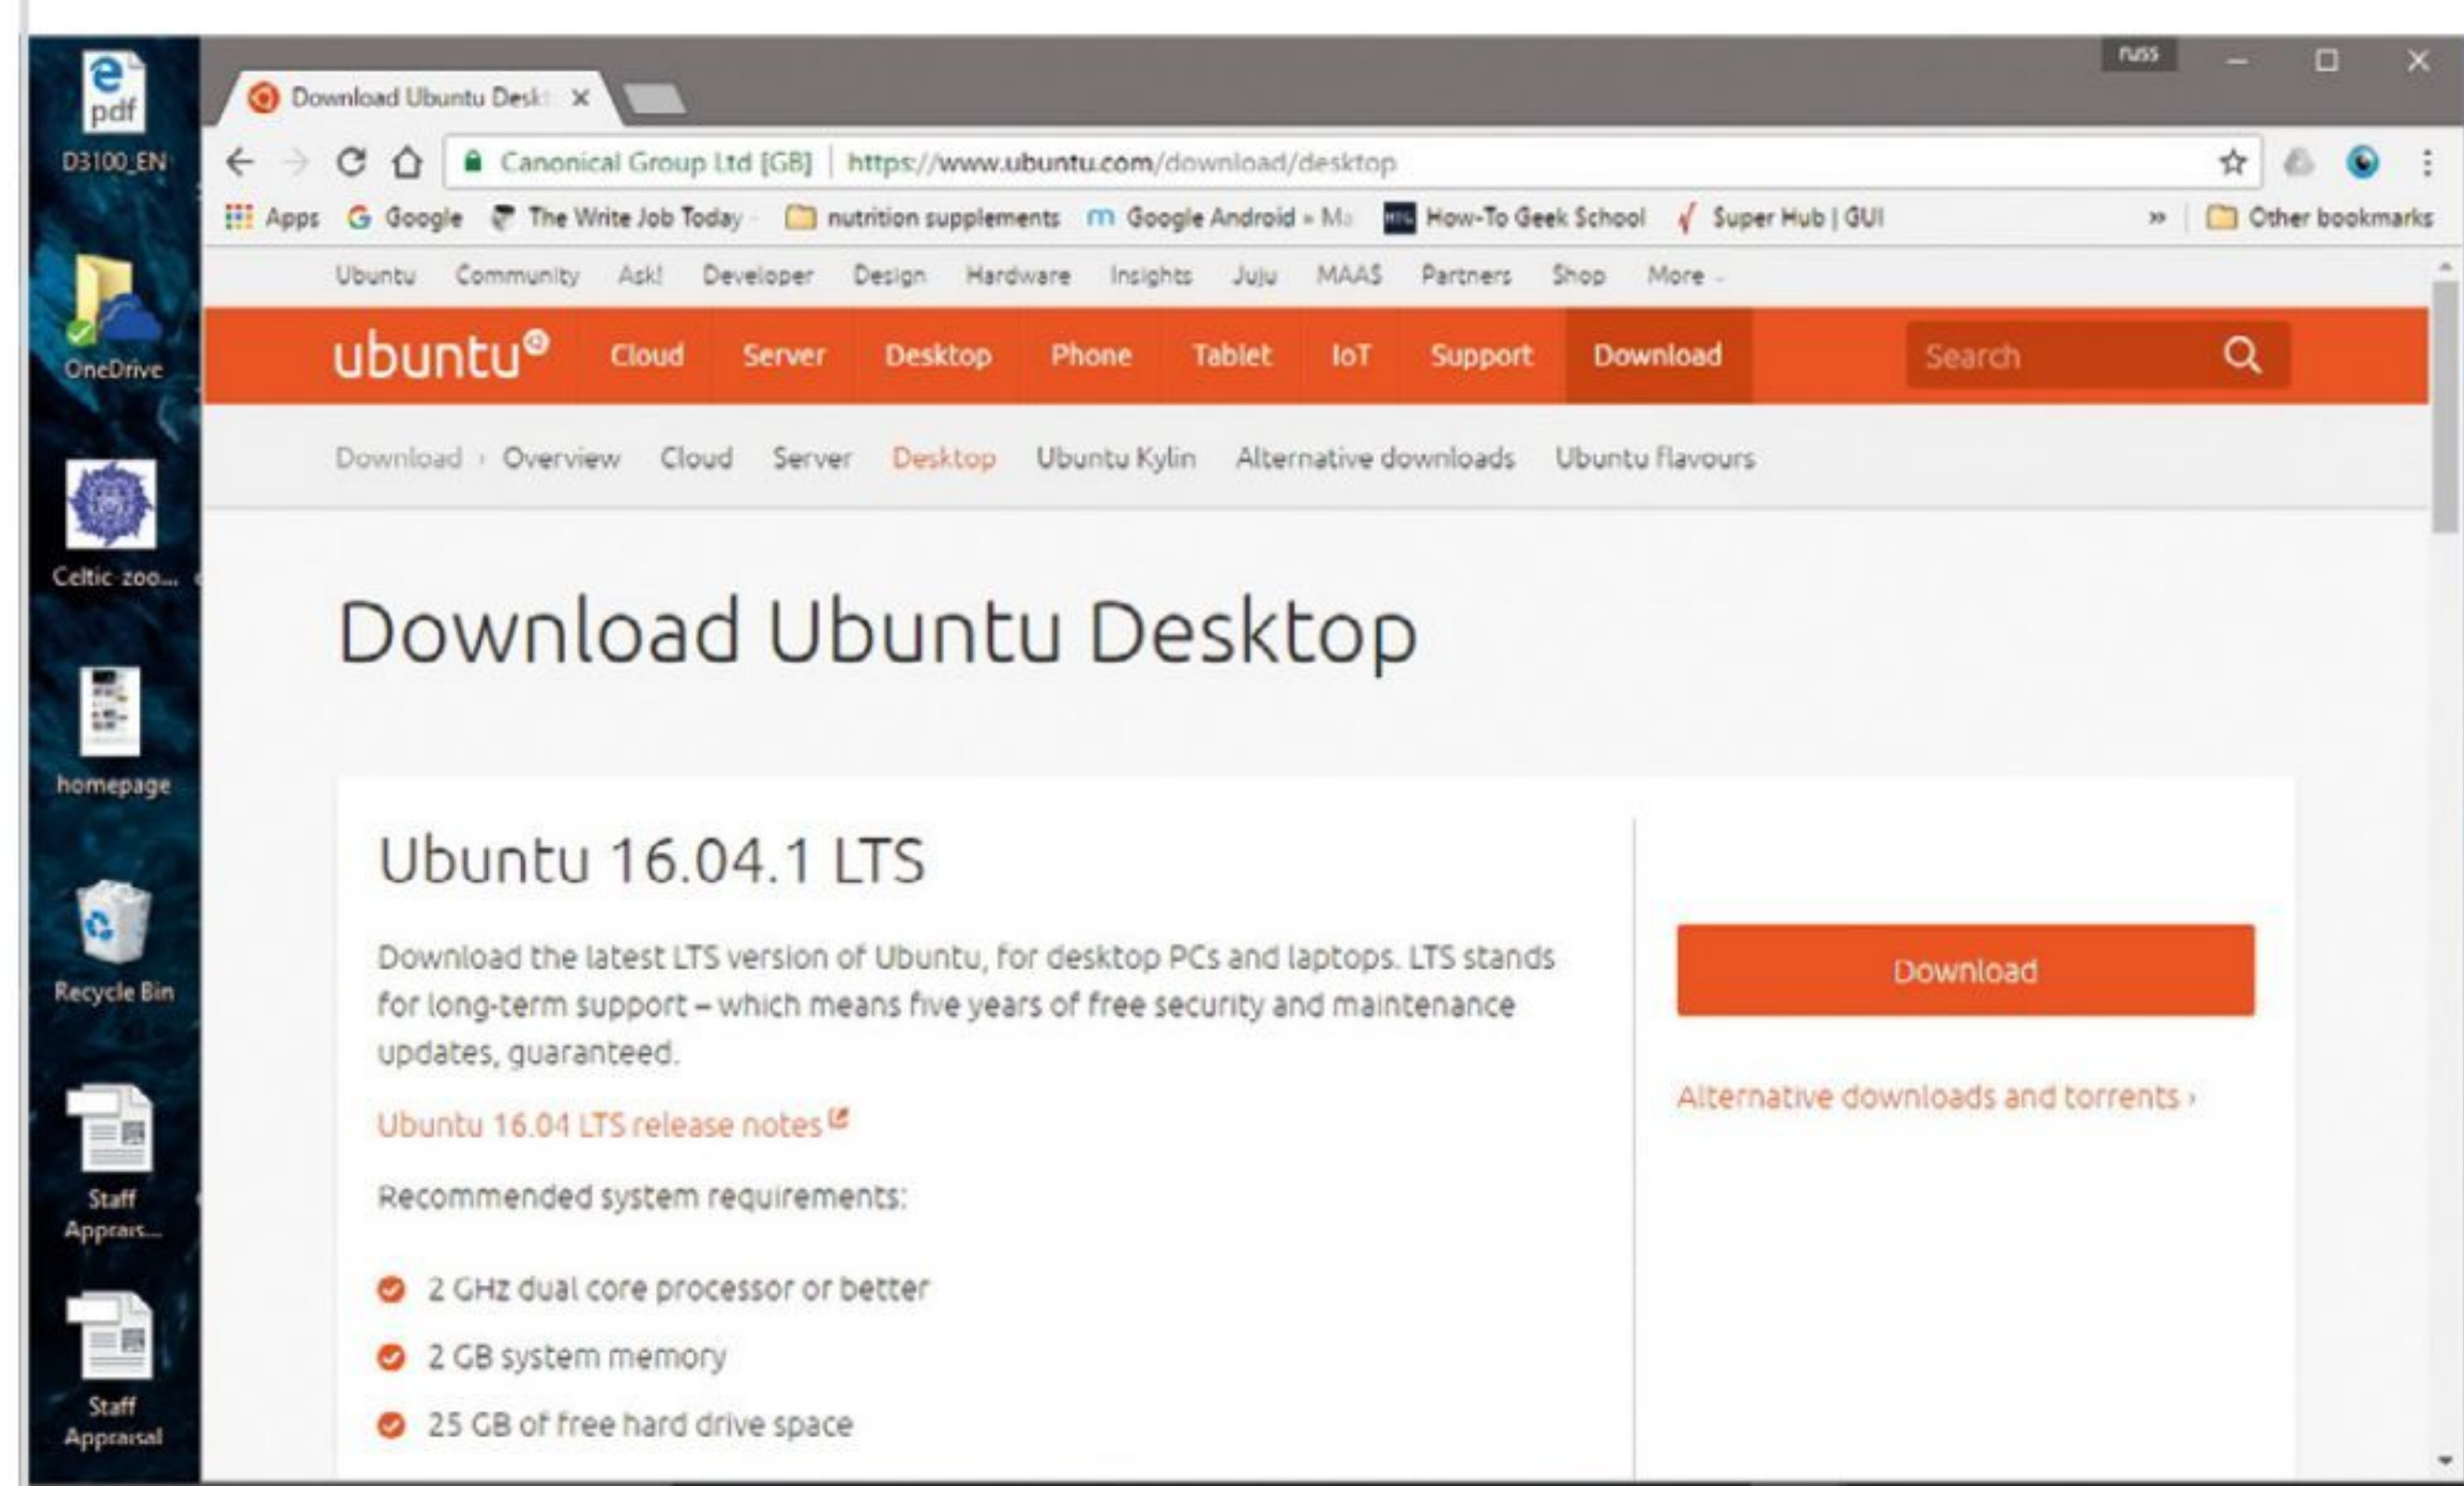 russ
Download Ubuntu Deskt
Canonical Group Ltd [GB] https://www.ubuntu.com/download/desktop
Apps Google The Write Job Today - nutrition supplements Google Android » Ma How-To Geek School Super Hub | GUI » Other bookmarks
Ubuntu Community Ask! Developer Design Hardware Insights Juju MAAS Partners Shop More
ubuntu Cloud Server Desktop Phone Tablet IoT Support Download Search
Download › Overview Cloud Server Desktop Ubuntu Kylin Alternative downloads Ubuntu flavours
Download Ubuntu Desktop
Ubuntu 16.04.1 LTS
Download the latest LTS version of Ubuntu, for desktop PCs and laptops. LTS stands
for long-term support – which means five years of free security and maintenance
updates, guaranteed.
Ubuntu 16.04 LTS release notes
Recommended system requirements:
2 GHz dual core processor or better
2 GB system memory
25 GB of free hard drive space
Download
Alternative downloads and torrents ›
pdf
D3100_EN
OneDrive
Celtic zoo...
homepage
Recycle Bin
Staff
Apprais...
Staff
Appraisal